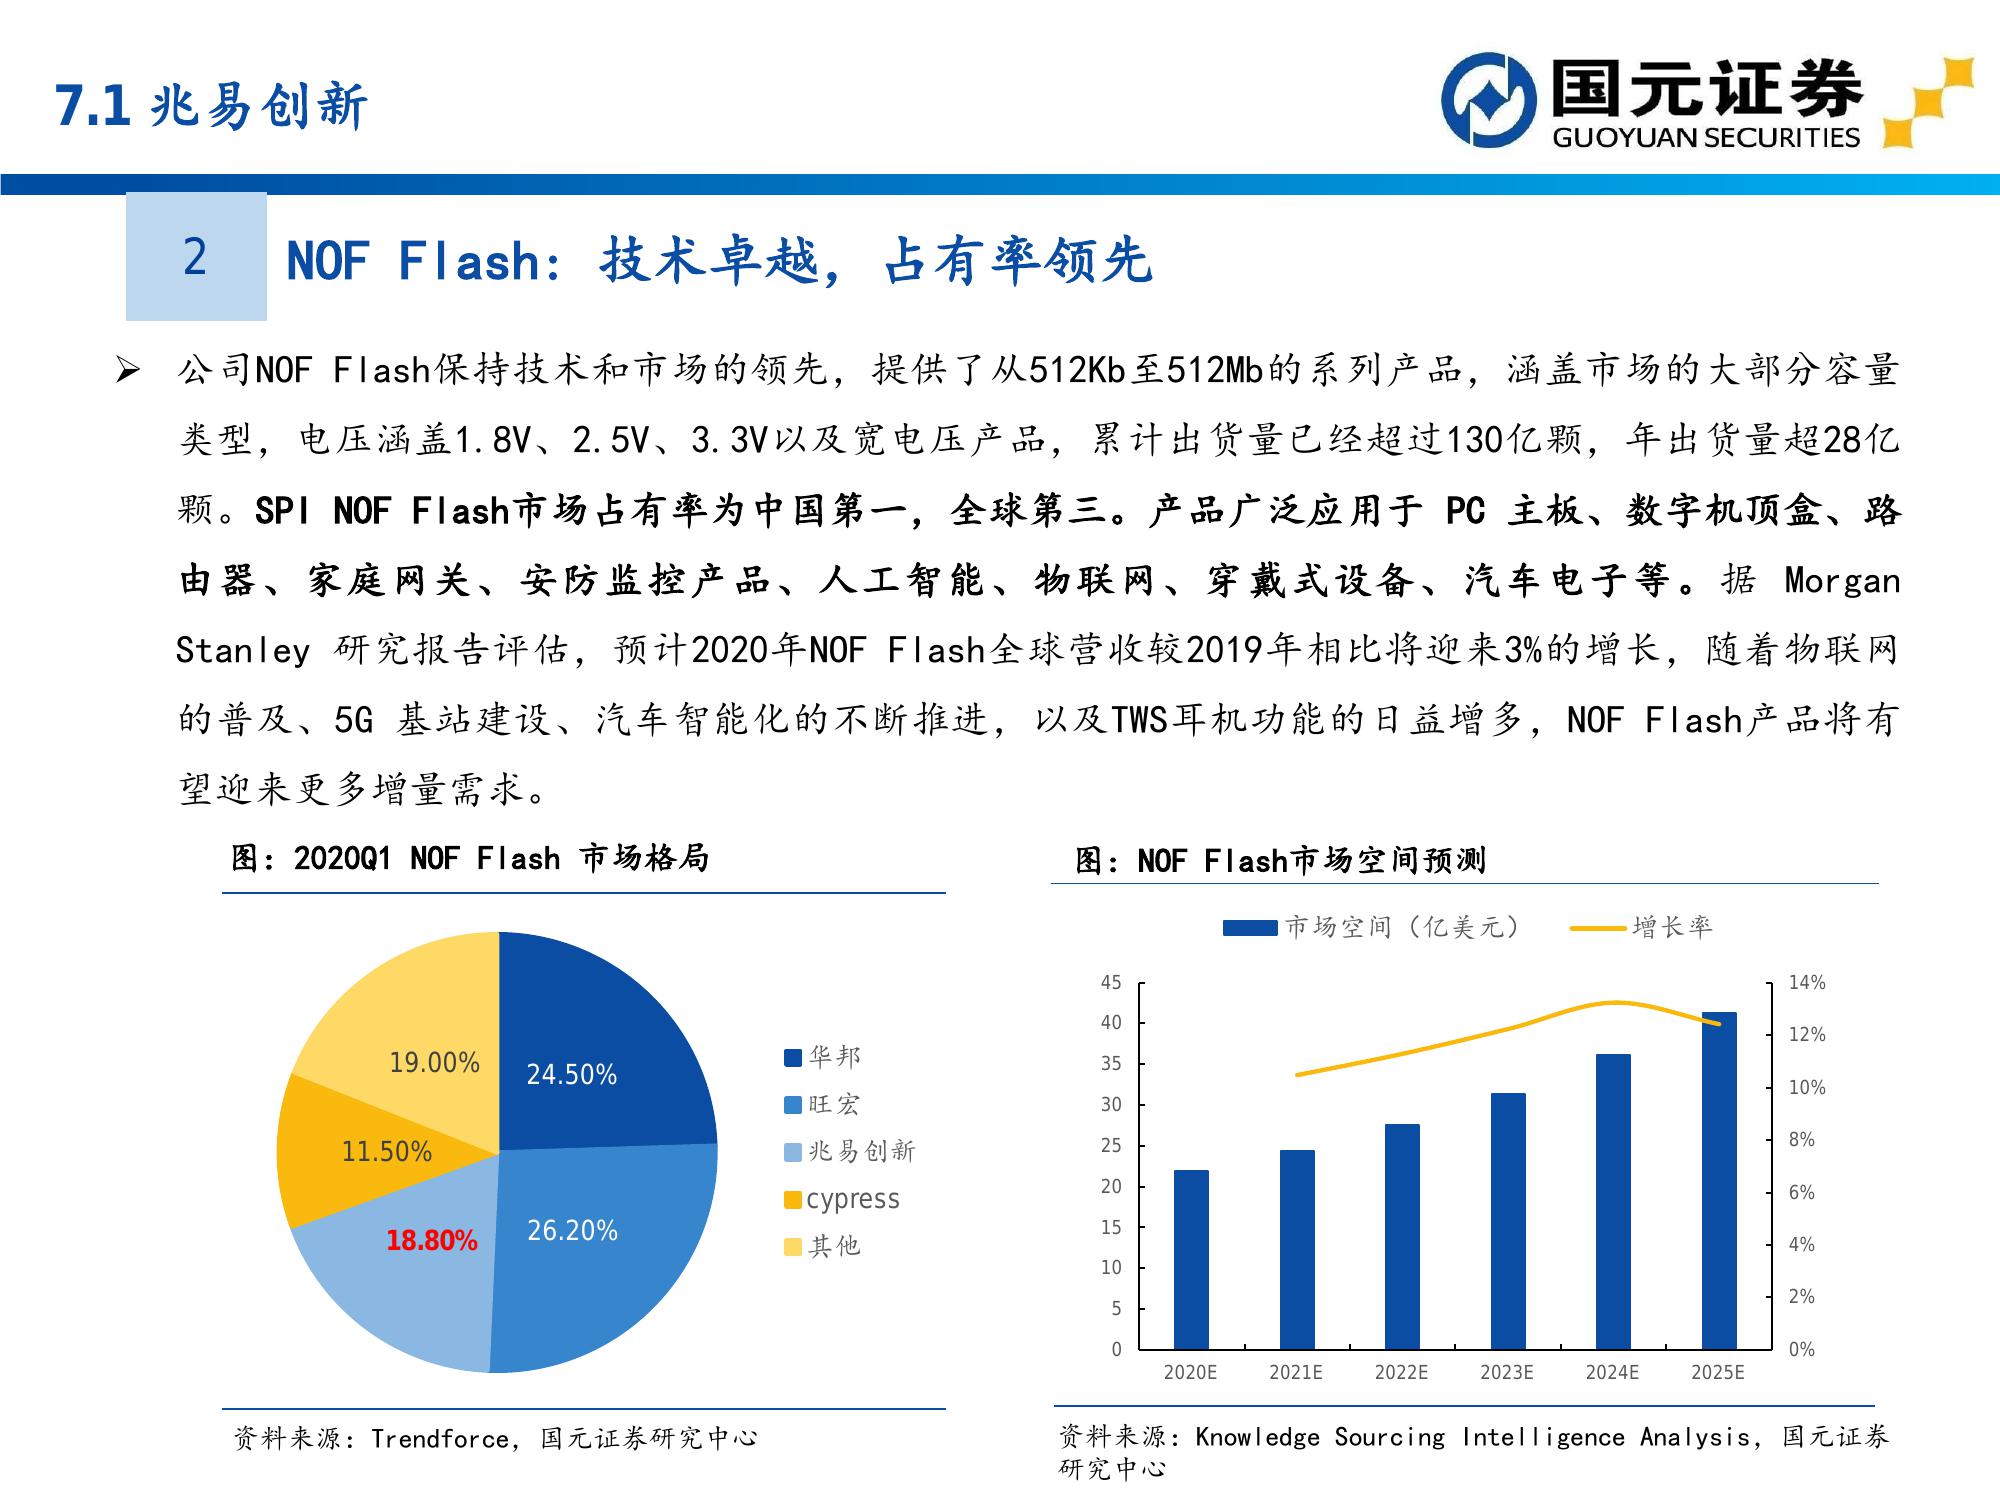 7.1 兆易创新
国元证券
GUOYUAN SECURITIES
2
NOF Flash：技术卓越，占有率领先
➢ 公司NOF Flash保持技术和市场的领先，提供了从512Kb至512Mb的系列产品，涵盖市场的大部分容量
类型，电压涵盖1.8V、2.5V、3.3V以及宽电压产品，累计出货量已经超过130亿颗，年出货量超28亿
颗。SPI NOF Flash市场占有率为中国第一，全球第三。产品广泛应用于 PC 主板、数字机顶盒、路
由器、家庭网关、安防监控产品、人工智能、物联网、穿戴式设备、汽车电子等。据 Morgan
Stanley 研究报告评估，预计2020年NOF Flash全球营收较2019年相比将迎来3%的增长，随着物联网
的普及、5G 基站建设、汽车智能化的不断推进，以及TWS耳机功能的日益增多，NOF Flash产品将有
望迎来更多增量需求。
图：2020Q1 NOF Flash 市场格局
19.00%
24.50%
11.50%
18.80%
26.20%
华邦
旺宏
兆易创新
cypress
其他
资料来源：Trendforce，国元证券研究中心
图：NOF Flash市场空间预测
市场空间（亿美元） 增长率
45
40
35
30
25
20
15
10
5
0
14%
12%
10%
8%
6%
4%
2%
0%
2020E 2021E 2022E 2023E 2024E 2025E
资料来源：Knowledge Sourcing Intelligence Analysis，国元证券
研究中心